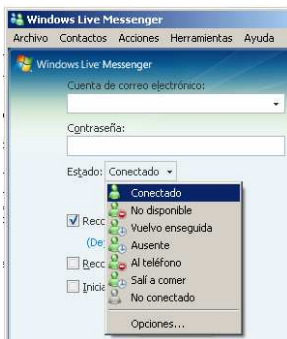 Windows Live Messenger
Archivo Contactos Acciones Herramientas Ayuda
Windows Live Messenger
Cuenta de correo electrónico:
Contraseña:
Estado: Conectado
Conectado
No disponible
Vuelvo enseguida
Ausente
Al teléfono
Salí a comer
No conectado
Opciones...